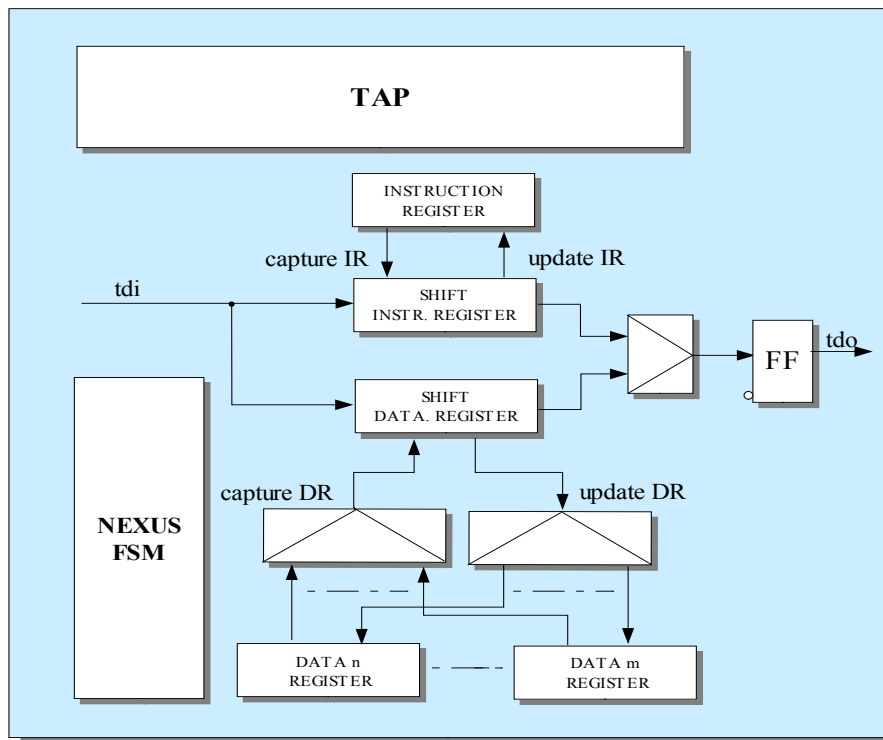 TAP
INSTRUCTION
REGISTER
capture IR
update IR
tdi
SHIFT
INSTR. REGISTER
tdo
FF
SHIFT
DATA. REGISTER
capture DR
update DR
NEXUS
FSM
DATA n
REGISTER
DATA m
REGISTER